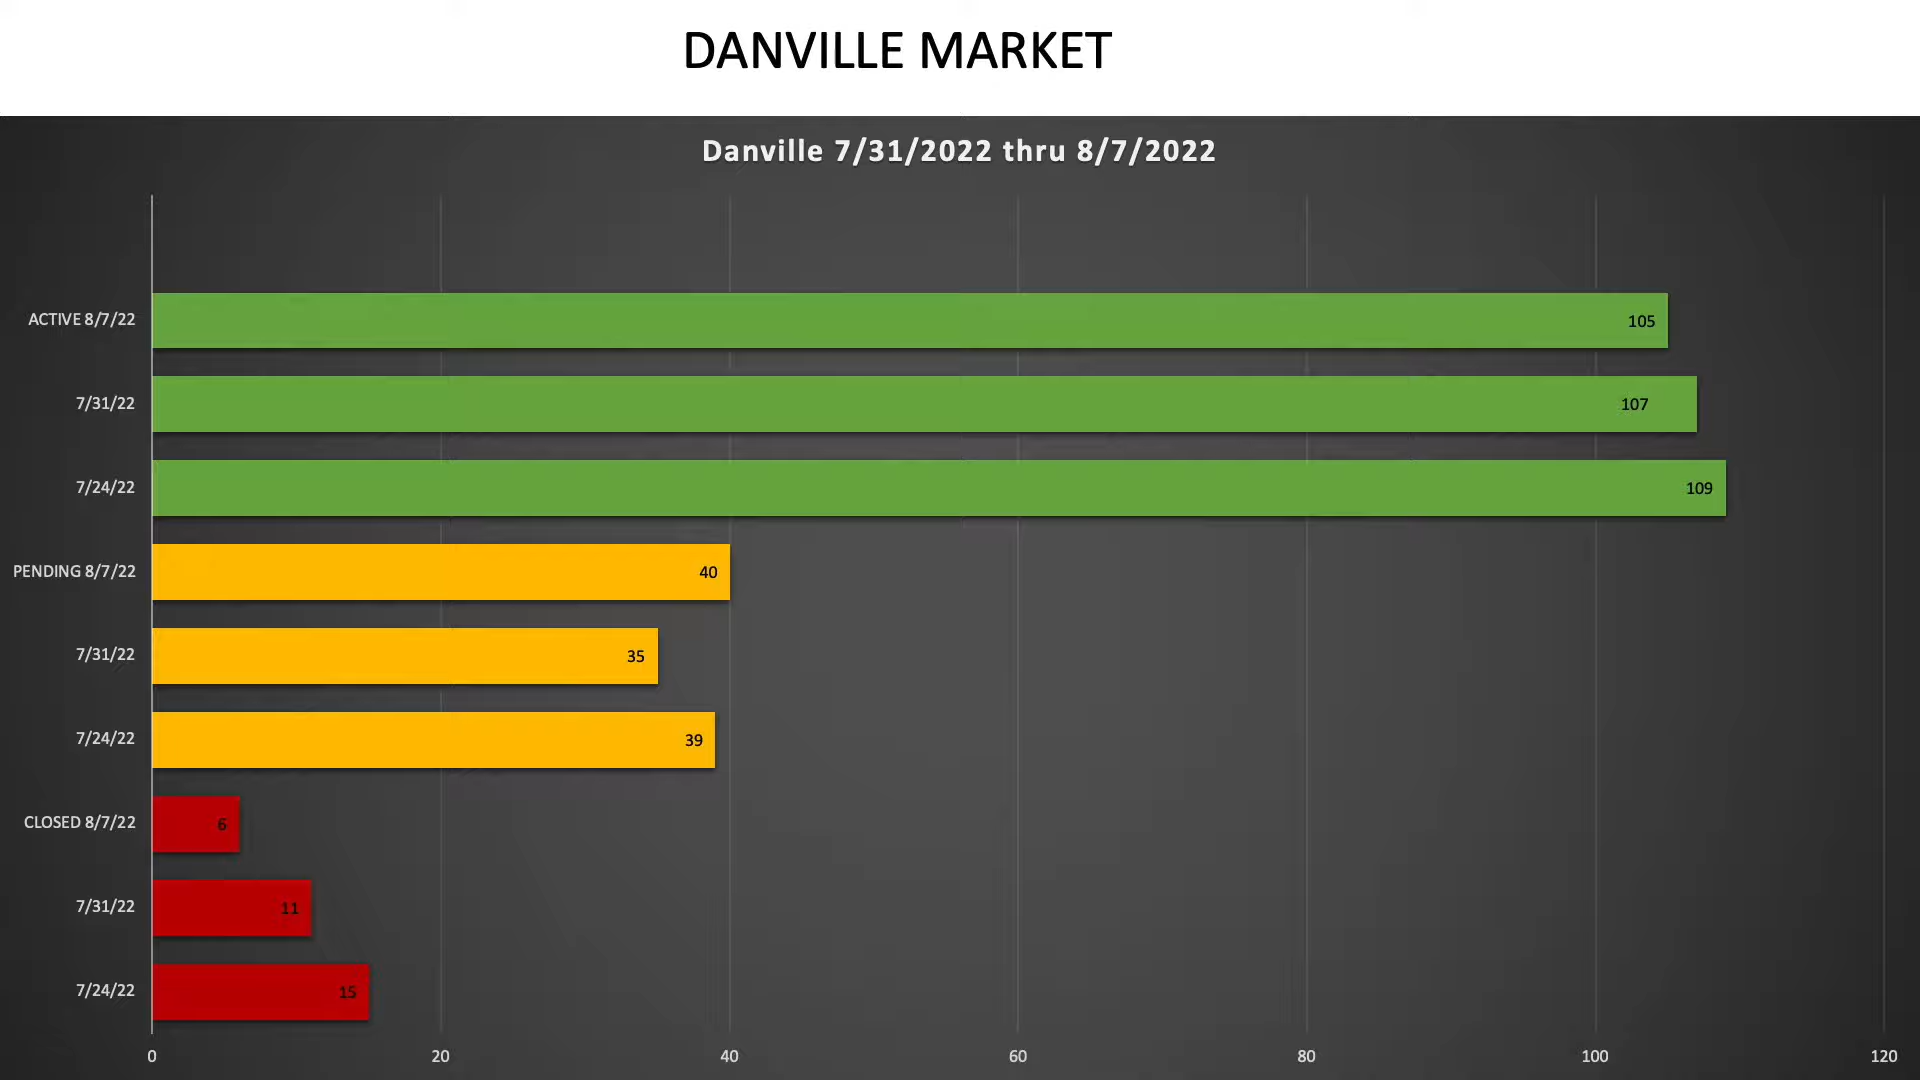 DANVILLE MARKET
Danville 7/31/2022 thru 8/7/2022
ACTIVE 8/7/22
105
7/31/22
107
7/24/22
109
PENDING 8/7/22
40
7/31/22
35
7/24/22
39
CLOSED 8/7/22
6
7/31/22
11
7/24/22
15
0 20 40 60 80 100 120